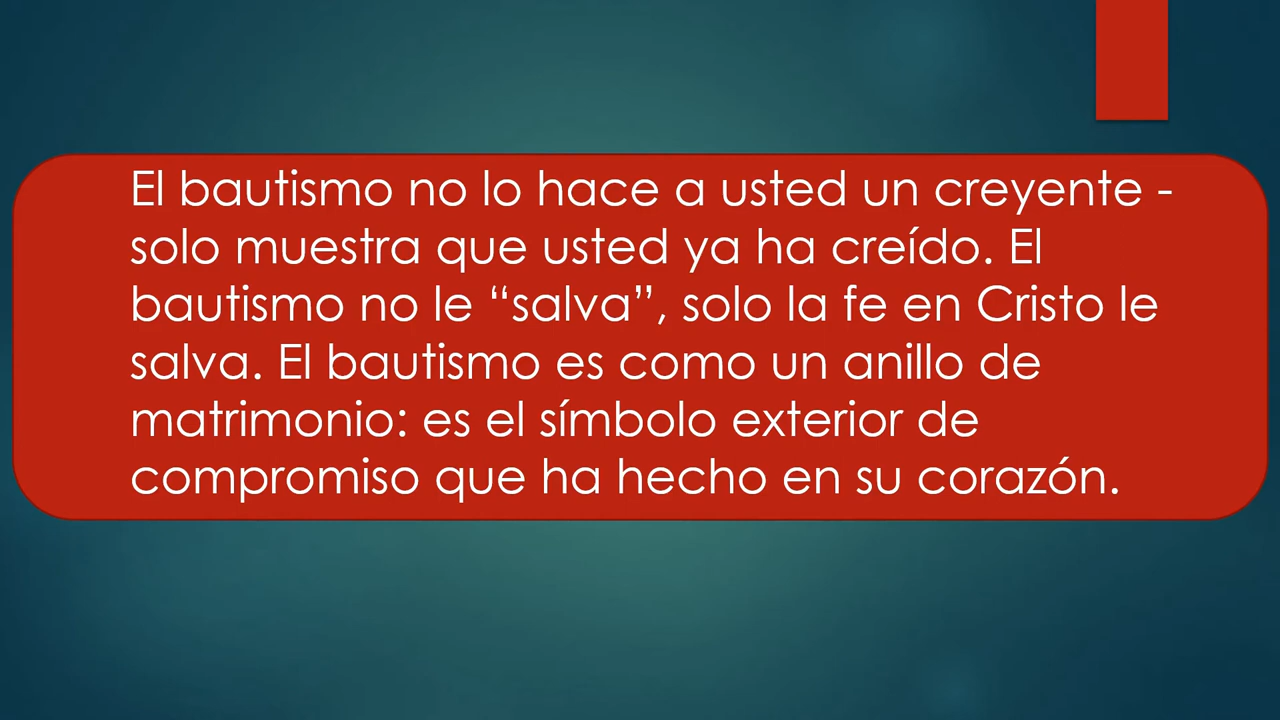 El bautismo no lo hace a usted un creyente -
solo muestra que usted ya ha creído. El
bautismo no le “salva”, solo la fe en Cristo le
salva. El bautismo es como un anillo de
matrimonio: es el símbolo exterior de
compromiso que ha hecho en su corazón.